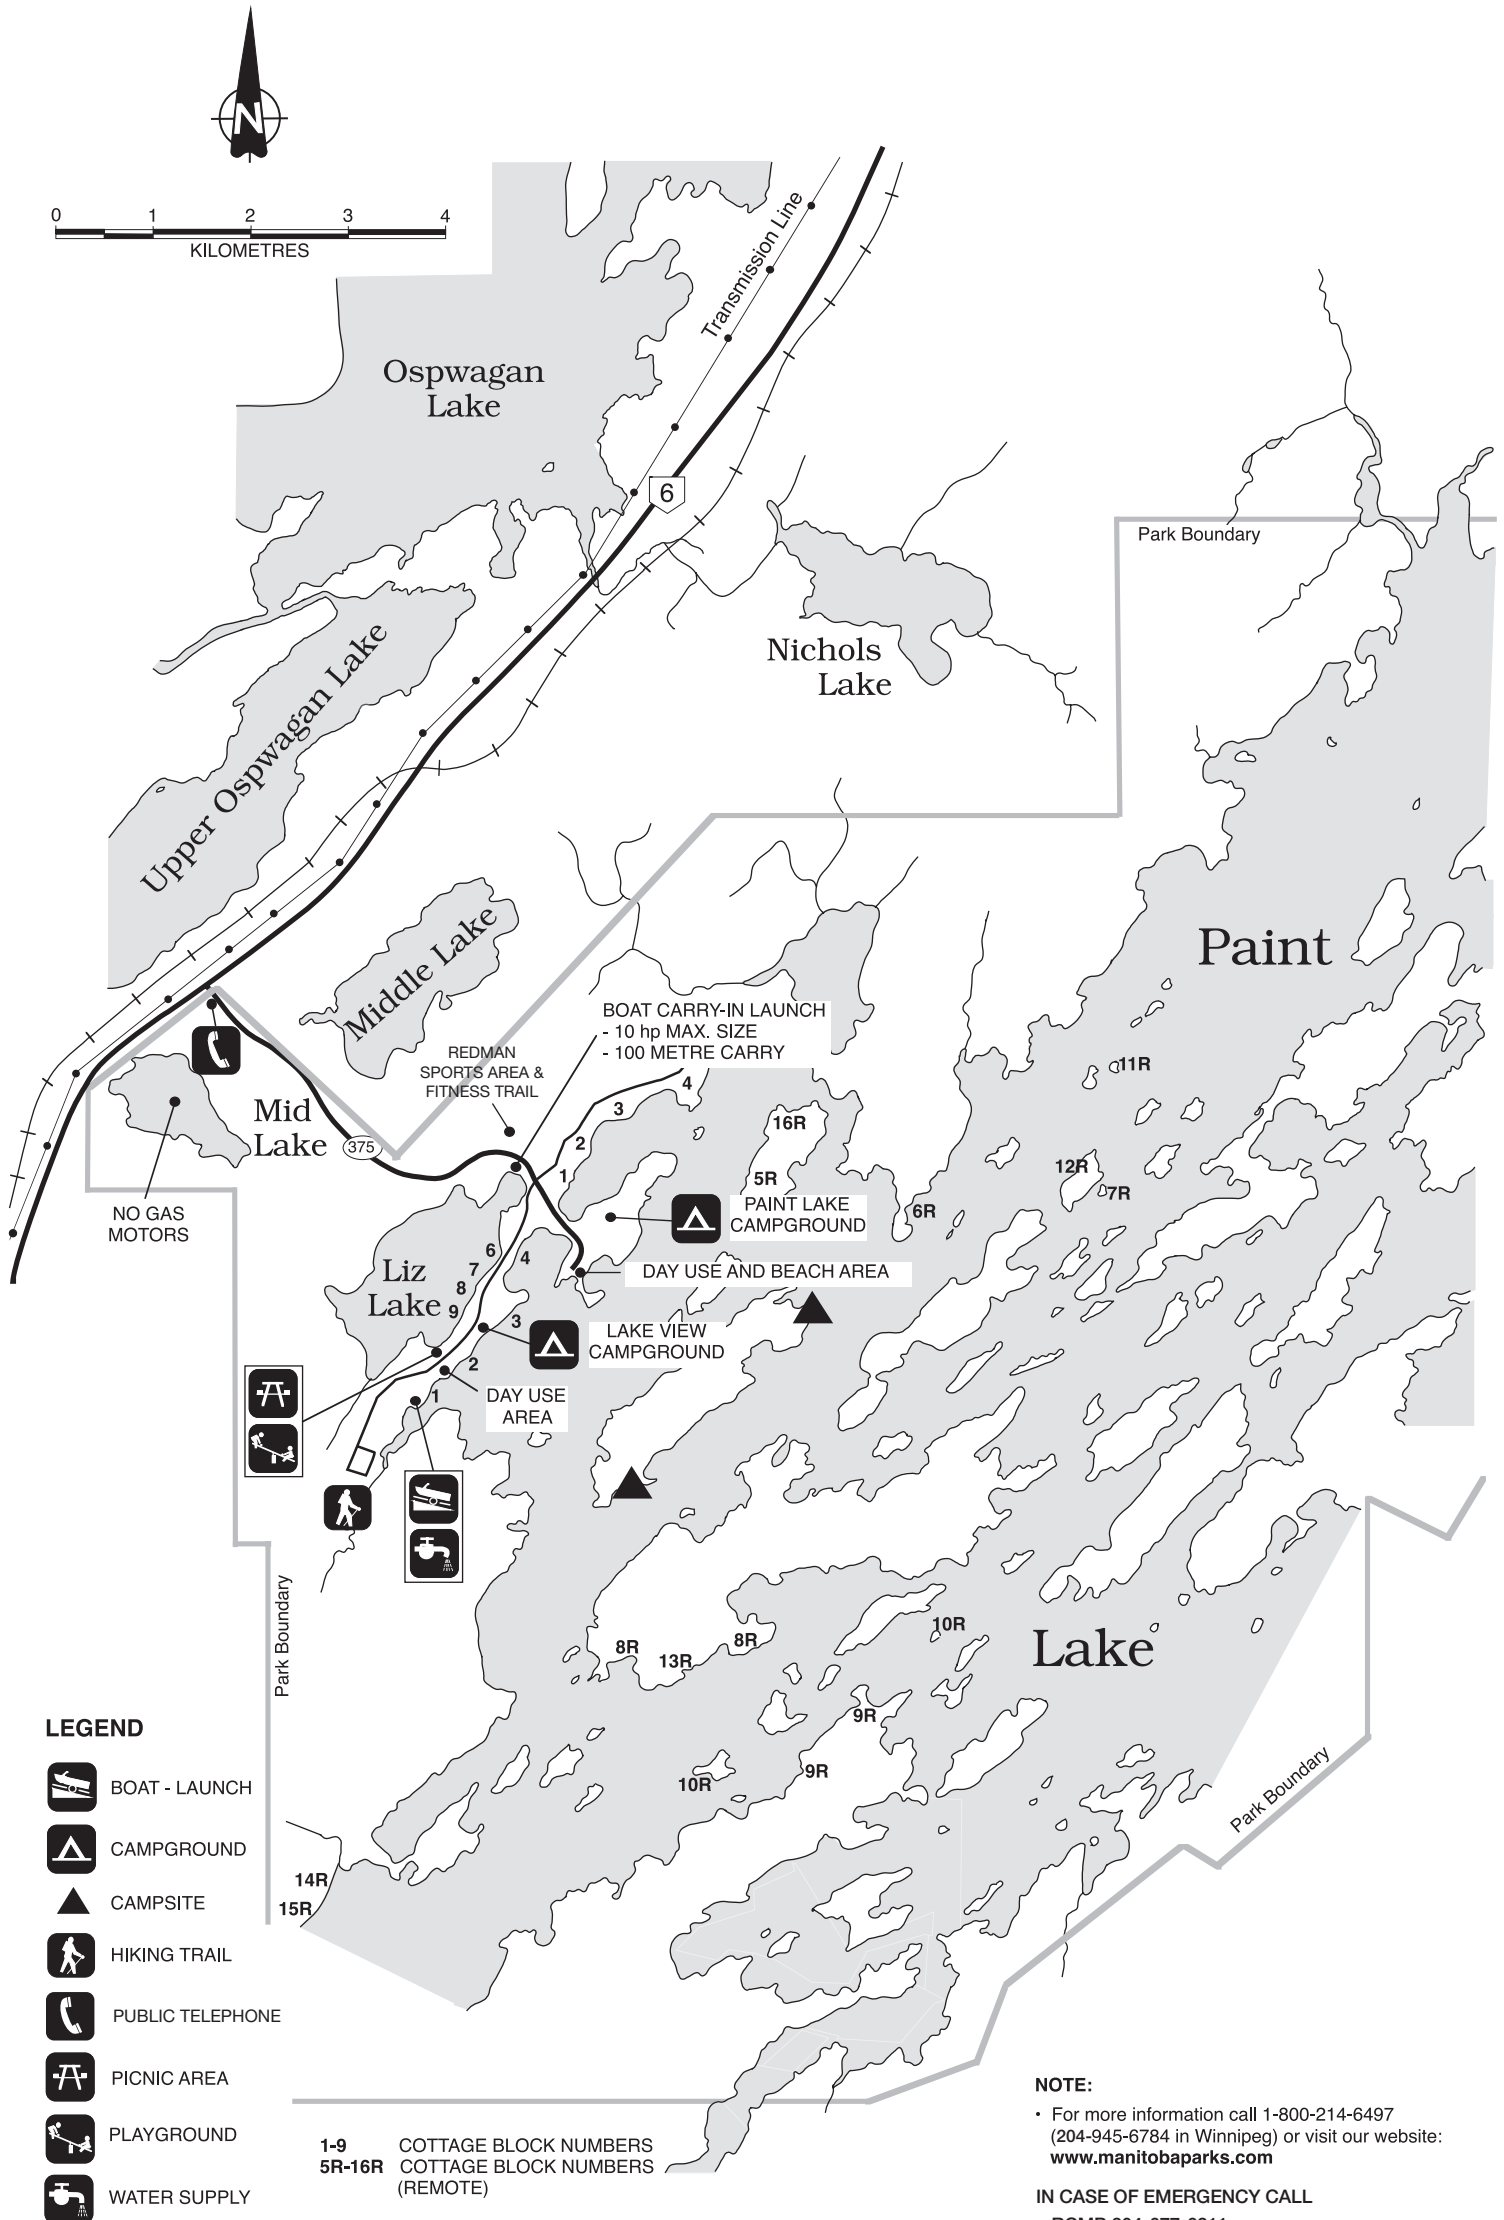 N
0 1 2 3 4
KILOMETRES
Transmission Line
Ospwagan
Lake
6
Park Boundary
Nichols
Lake
Upper Ospwagan Lake
Paint
Middle Lake
BOAT CARRY-IN LAUNCH
- 10 hp MAX. SIZE
- 100 METRE CARRY
REDMAN
SPORTS AREA &
FITNESS TRAIL
4
3
2
1
11R
16R
Mid
Lake
375
12R
7R
5R
6R
PAINT LAKE
CAMPGROUND
NO GAS
MOTORS
6
7
8
9
4
3
2
1
Liz
Lake
DAY USE AND BEACH AREA
LAKE VIEW
CAMPGROUND
DAY USE
AREA
Park Boundary
8R
13R
8R
10R
Lake
9R
9R
10R
Park Boundary
14R
15R
LEGEND
BOAT - LAUNCH
CAMPGROUND
CAMPSITE
HIKING TRAIL
PUBLIC TELEPHONE
PICNIC AREA
PLAYGROUND
WATER SUPPLY
1-9 COTTAGE BLOCK NUMBERS
5R-16R COTTAGE BLOCK NUMBERS
(REMOTE)
NOTE:
• For more information call 1-800-214-6497
(204-945-6784 in Winnipeg) or visit our website:
www.manitobaparks.com
IN CASE OF EMERGENCY CALL